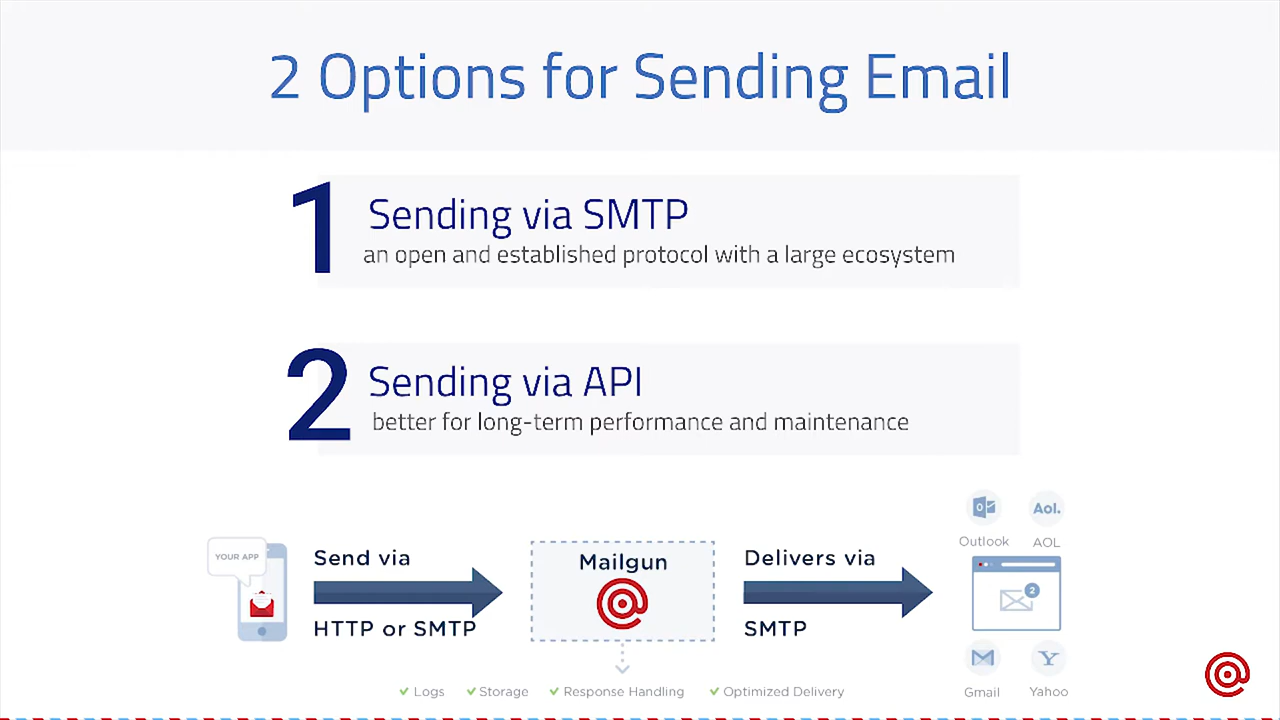 2 Options for Sending Email
1
Sending via SMTP
an open and established protocol with a large ecosystem
2
Sending via API
better for long-term performance and maintenance
YOUR APP
Send via
HTTP or SMTP
Mailgun
Delivers via
SMTP
Outlook
Aol.
AOL
2
Gmail
Yahoo
Logs
Storage
Response Handling
Optimized Delivery